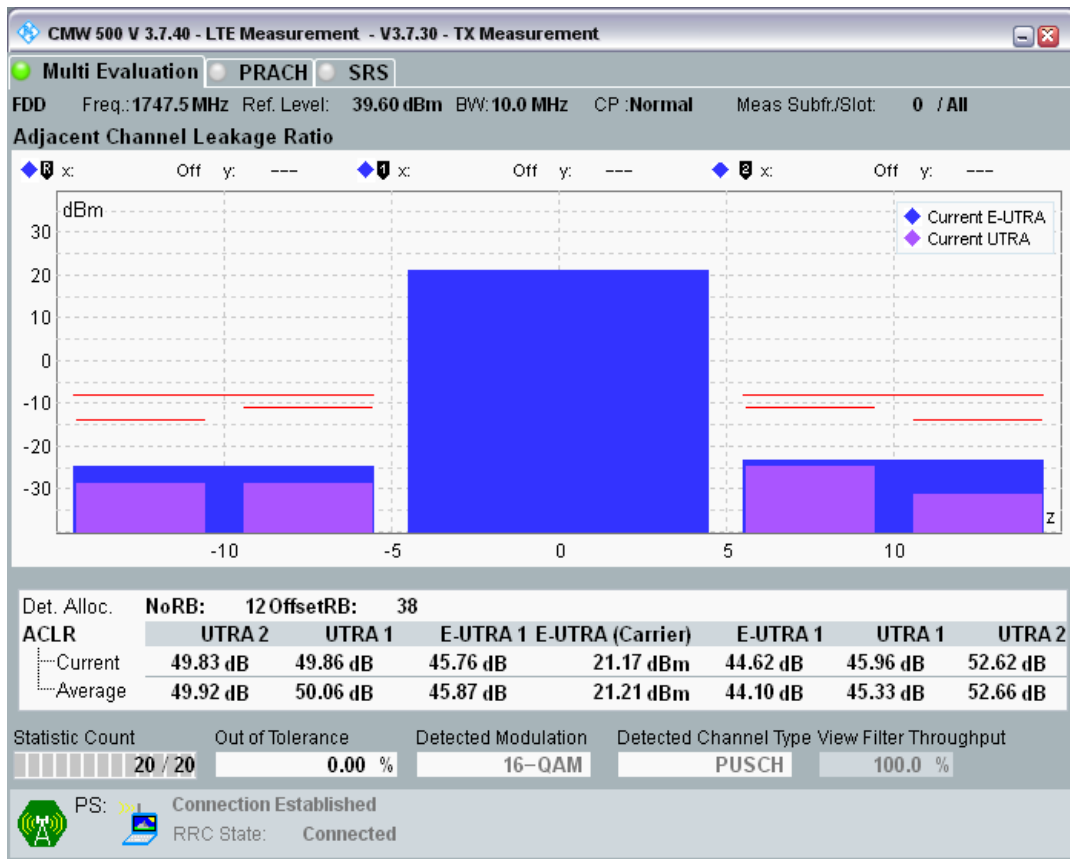 CMW 500 V 3.7.40 - LTE Measurement - V3.7.30 - TX Measurement
Multi Evaluation PRACH SRS
FDD Freq.:1747.5 MHz Ref. Level: 39.60 dBm BW:10.0 MHz CP :Normal Meas Subfr./Slot: 0 / All
Adjacent Channel Leakage Ratio
R x: Off y: --- 1 x: Off y: --- 2 x: Off y: ---
dBm
Current E-UTRA
Current UTRA
30
20
10
0
-10
-20
-30
z
-10 -5 0 5 10
Det. Alloc. NoRB: 12 OffsetRB: 38
ACLR UTRA 2 UTRA 1 E-UTRA 1 E-UTRA (Carrier) E-UTRA 1 UTRA 1 UTRA 2
Current 49.83 dB 49.86 dB 45.76 dB 21.17 dBm 44.62 dB 45.96 dB 52.62 dB
Average 49.92 dB 50.06 dB 45.87 dB 21.21 dBm 44.10 dB 45.33 dB 52.66 dB
Statistic Count Out of Tolerance Detected Modulation Detected Channel Type View Filter Throughput
20 / 20 0.00 % 16-QAM PUSCH 100.0 %
PS: Connection Established
RRC State: Connected